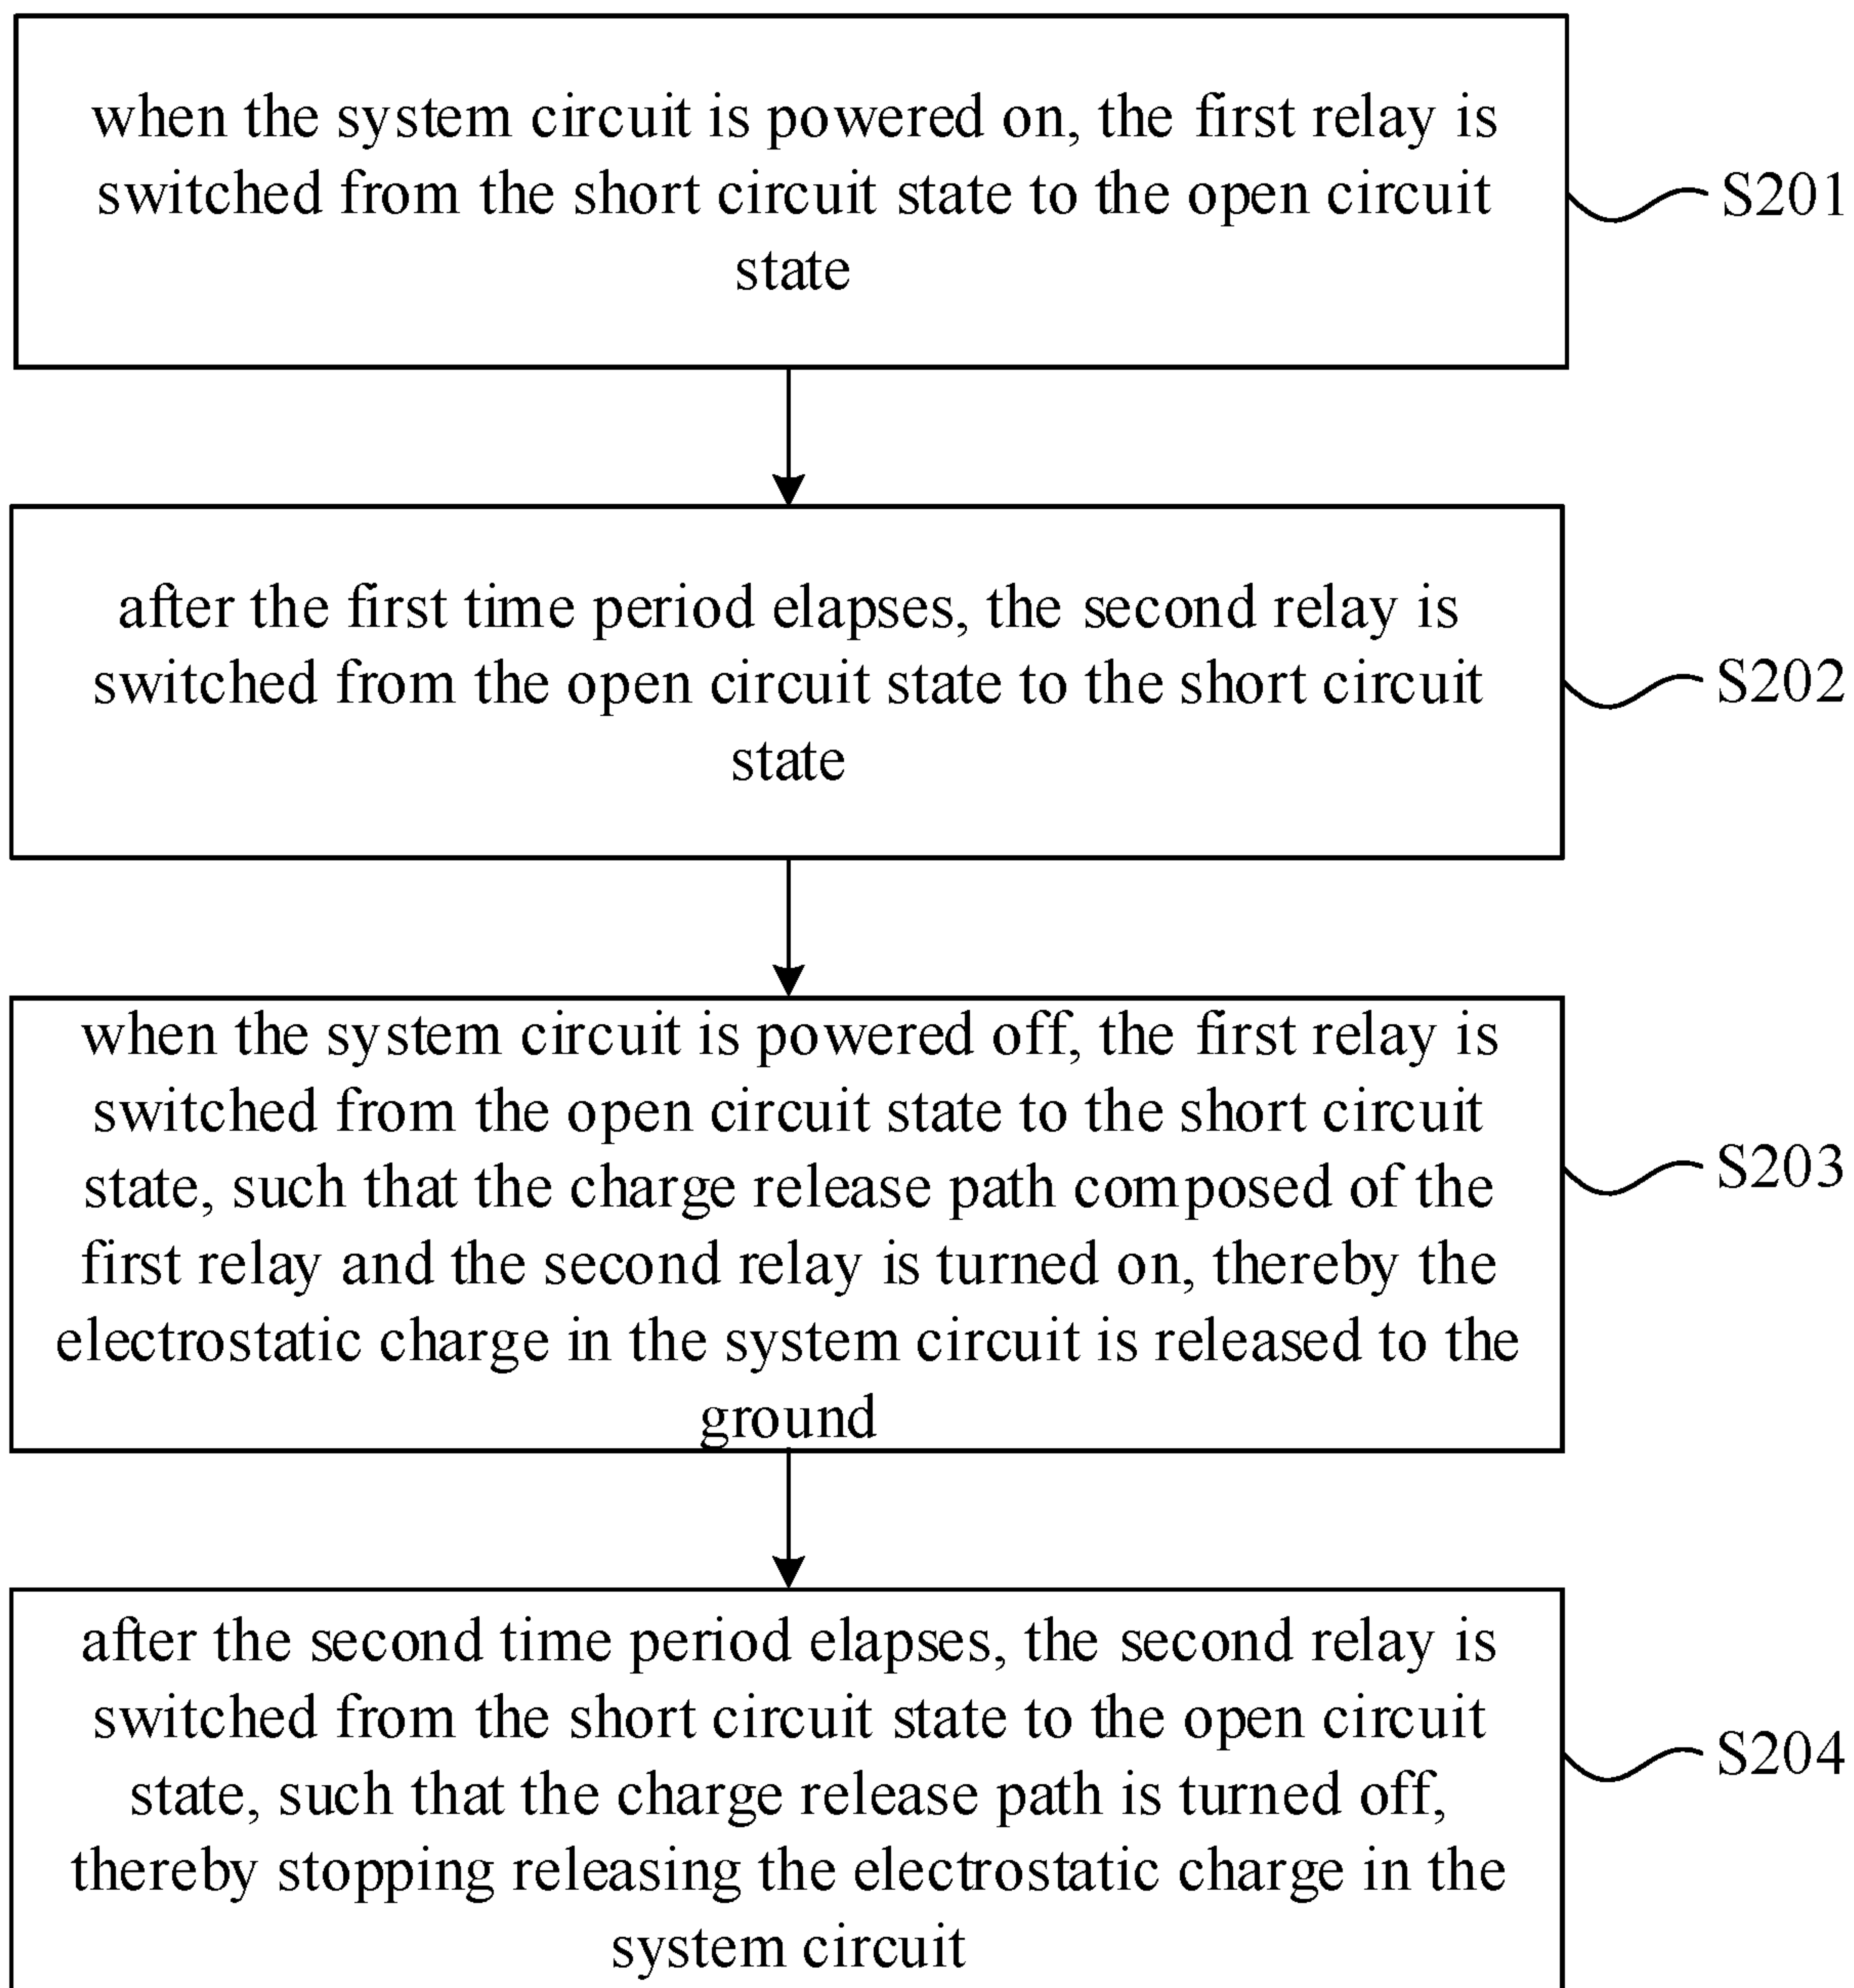 when the system circuit is powered on, the first relay is
switched from the short circuit state to the open circuit
state
S201
after the first time period elapses, the second relay is
switched from the open circuit state to the short circuit
state
S202
when the system circuit is powered off, the first relay is
switched from the open circuit state to the short circuit
state, such that the charge release path composed of the
first relay and the second relay is turned on, thereby the
electrostatic charge in the system circuit is released to the
ground
S203
after the second time period elapses, the second relay is
switched from the short circuit state to the open circuit
state, such that the charge release path is turned off,
thereby stopping releasing the electrostatic charge in the
system circuit
S204